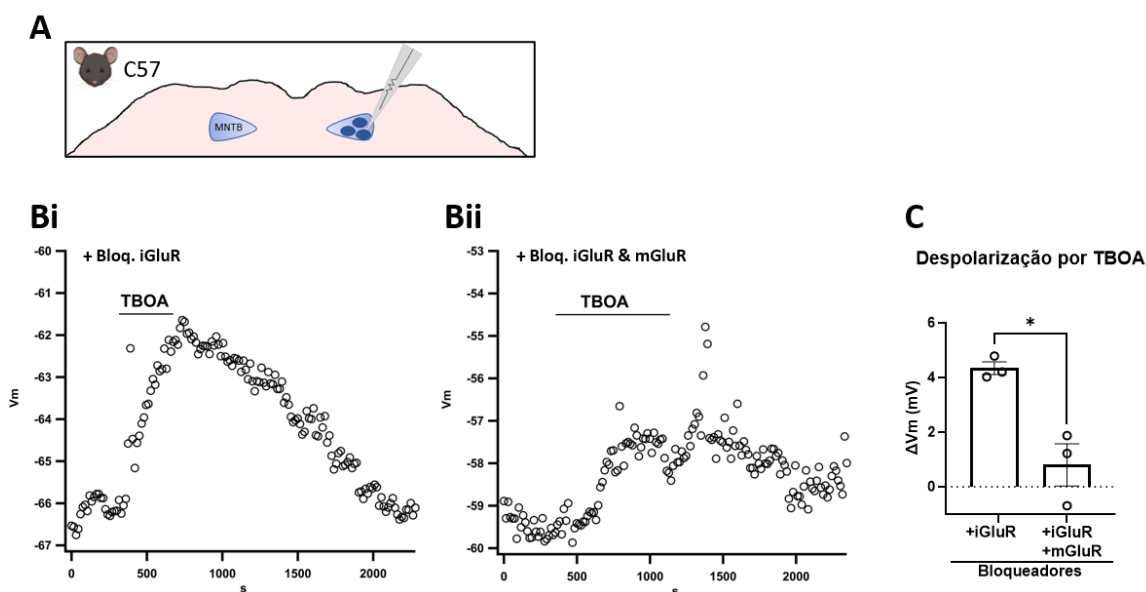 A
C57
MNTB
Bi
+ Bloq. iGluR
TBOA
-60
-61
-62
-63
-64
-65
-66
-67
Vm
0
500
1000
1500
2000
s
Bii
+ Bloq. iGluR & mGluR
TBOA
-53
-54
-55
-56
-57
-58
-59
-60
Vm
0
500
1000
1500
2000
s
C
Despolarização por TBOA
*
6
4
2
0
ΔVm (mV)
+iGluR
+iGluR
+mGluR
Bloqueadores